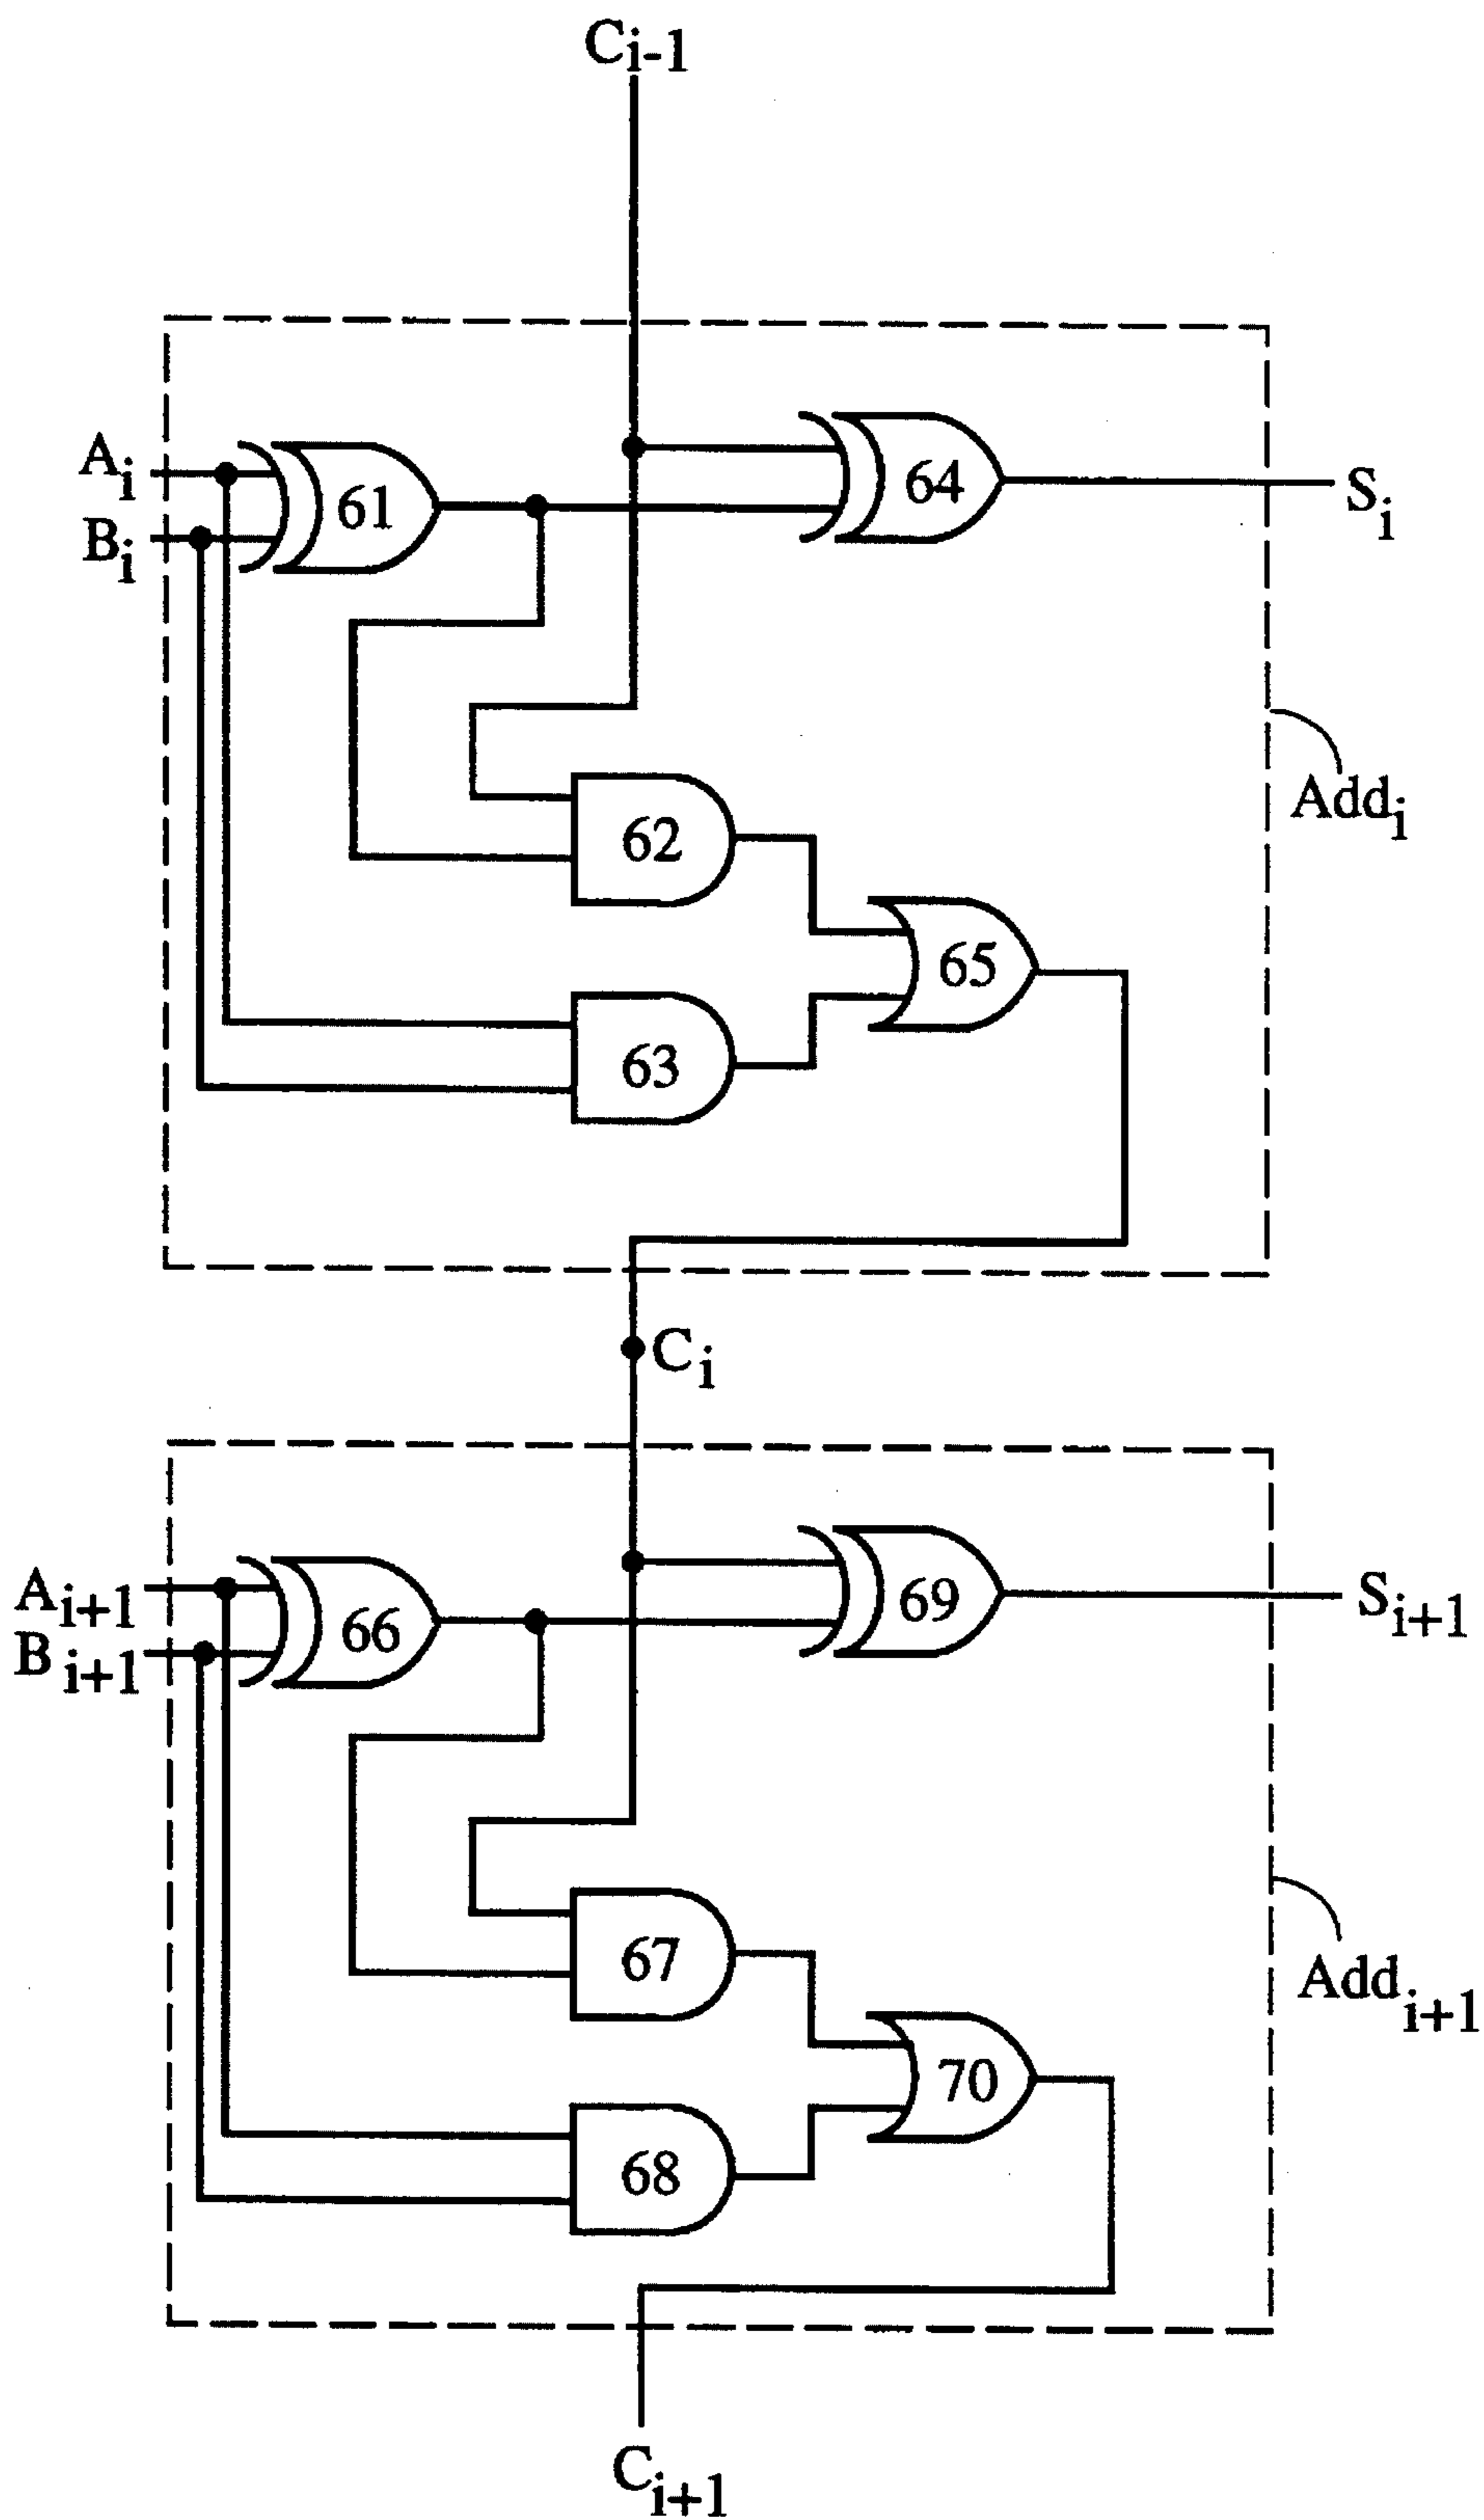 Ci-1
Ai
61
64
Si
Bi
62
Addi
65
63
Ci
Ai+1
66
69
Si+1
Bi+1
67
Addi+1
70
68
Ci+1